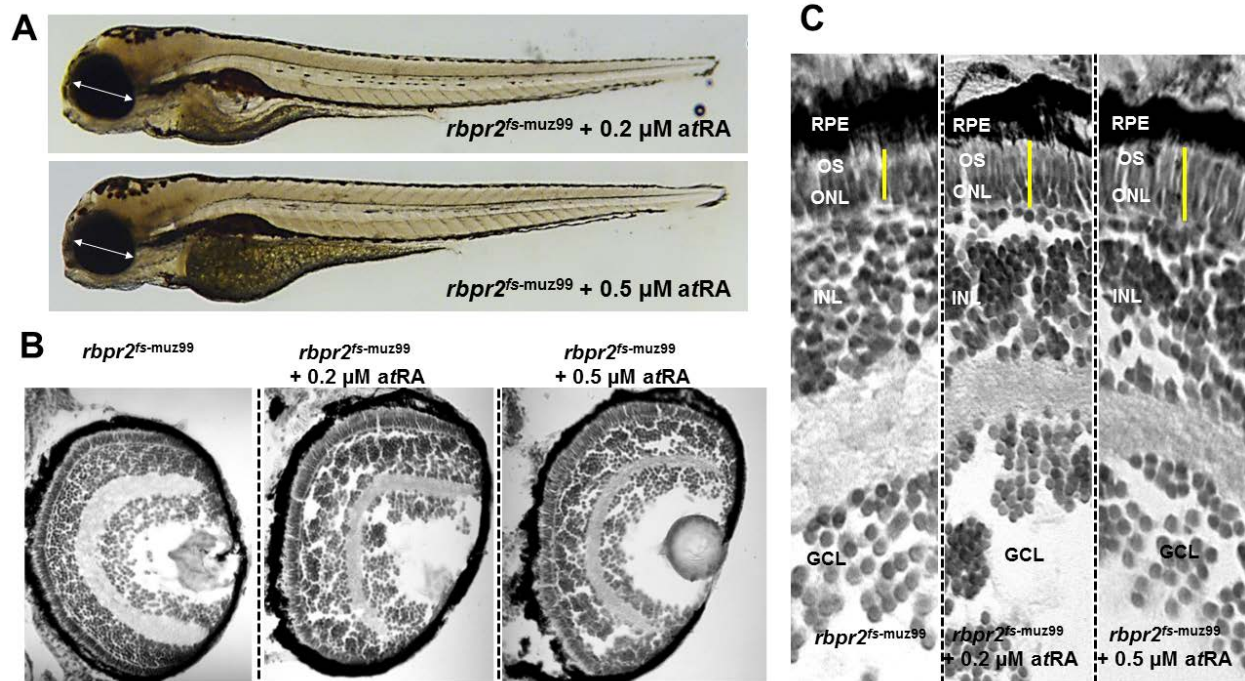 A
rbpr2fs-muz99 + 0.2 µM atRA
rbpr2fs-muz99 + 0.5 µM atRA
B
rbpr2fs-muz99
rbpr2fs-muz99
+ 0.2 µM atRA
rbpr2fs-muz99
+ 0.5 µM atRA
C
RPE
OS
ONL
INL
GCL
rbpr2fs-muz99
RPE
OS
ONL
INL
GCL
rbpr2fs-muz99
+ 0.2 µM atRA
RPE
OS
ONL
INL
GCL
rbpr2fs-muz99
+ 0.5 µM atRA